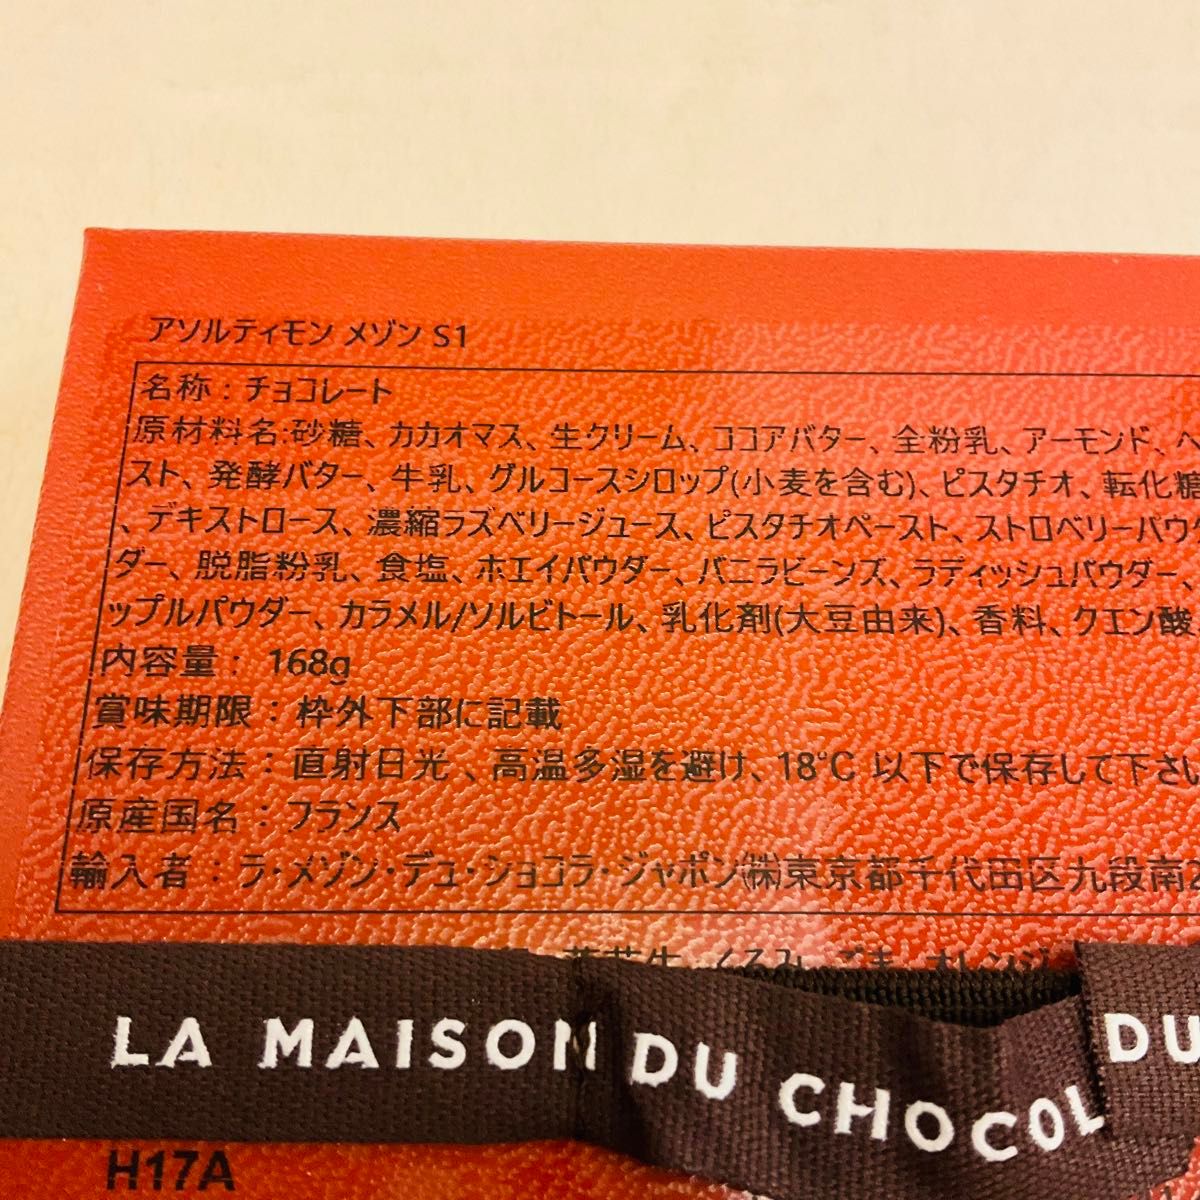 アソルティモン メゾン S1
名称：チョコレート
原材料名:砂糖、カカオマス、生クリーム、ココアバター、全粉乳、アーモンド、ヘ
スト、発酵バター、牛乳、グルコースシロップ(小麦を含む)、ピスタチオ、転化糖
、デキストロース、濃縮ラズベリージュース、ピスタチオペースト、ストロベリーパウ
ダー、脱脂粉乳、食塩、ホエイパウダー、バニラビーンズ、ラディッシュパウダー、
ップルパウダー、カラメル/ソルビトール、乳化剤(大豆由来)、香料、クエン酸
内容量： 168g
賞味期限：枠外下部に記載
保存方法：直射日光、高温多湿を避け、18℃ 以下で保存して下さい
原産国名：フランス
輸入者：ラ・メゾン・デュ・ショコラ・ジャポン㈱東京都千代田区九段南2
くるみ、ごま、オレンジ
LA MAISON DU CHOCOL DU
H17A